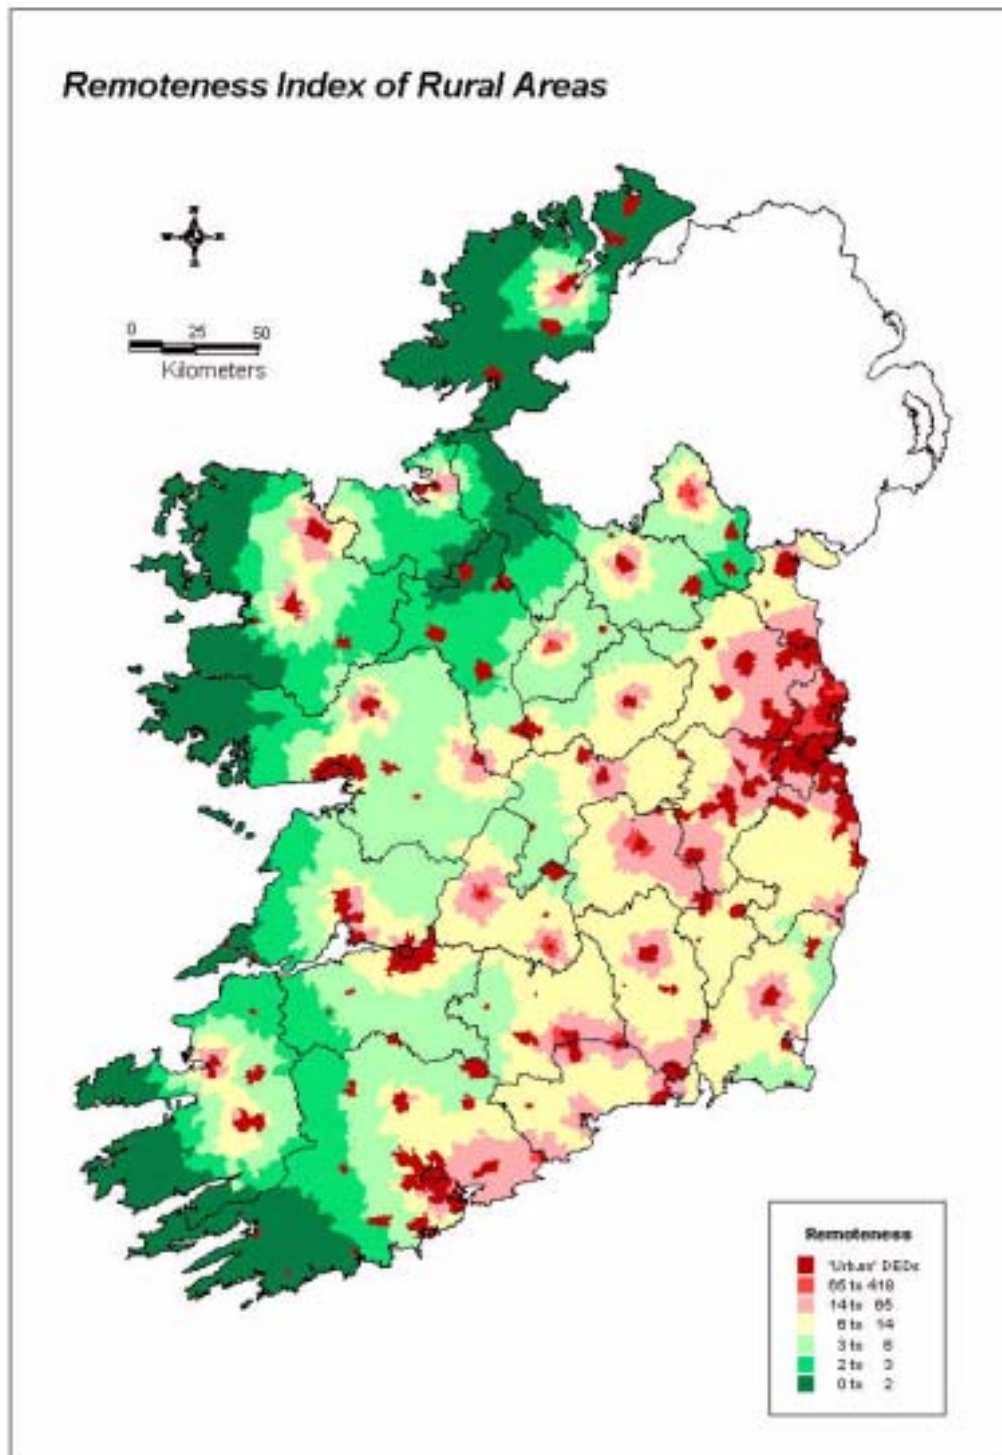 Remoteness Index of Rural Areas
N
W E
S
0 25 50
Kilometers
Remoteness
'Urban' DEDs
65 to 418
14 to 65
6 to 14
3 to 6
2 to 3
0 to 2